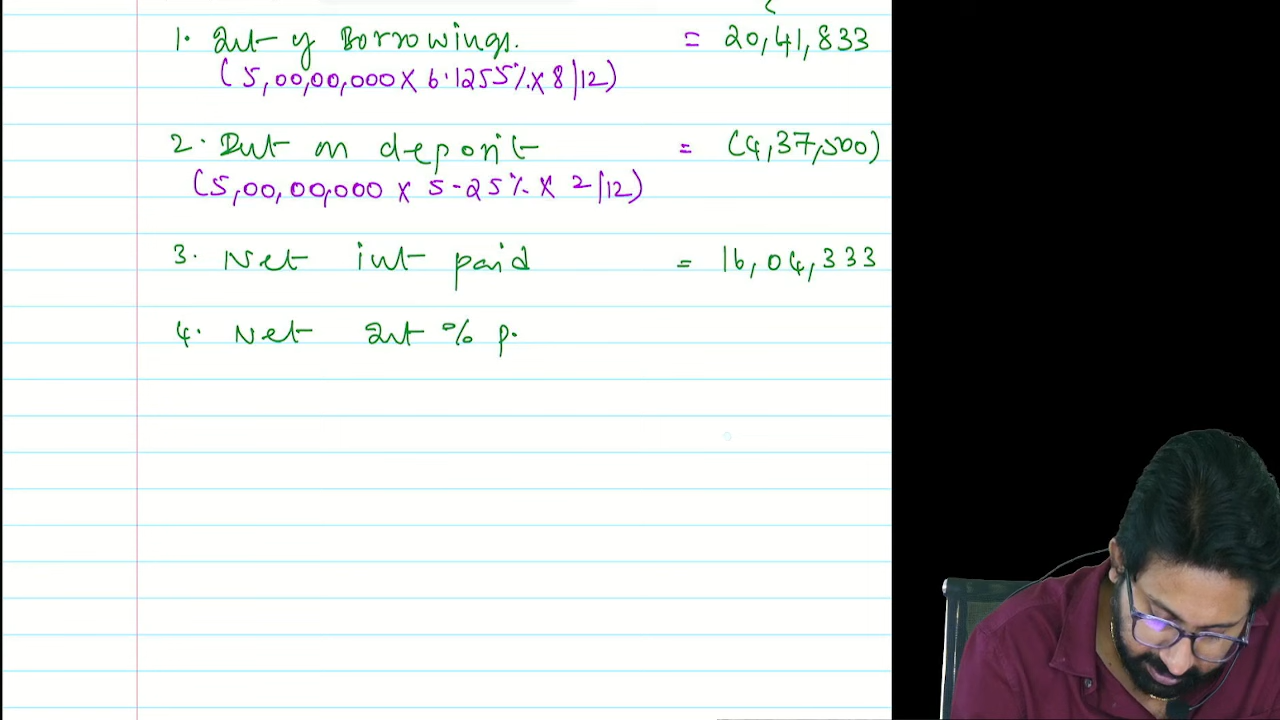 1. Int of Borrowings. = 20,41,833
(5,00,00,000 X 6.1255% X 8/12)
2. Int on deposit = (4,37,500)
(5,00,00,000 X 5.25% X 2/12)
3. Net int paid = 16,04,333
4. Net Int % p.